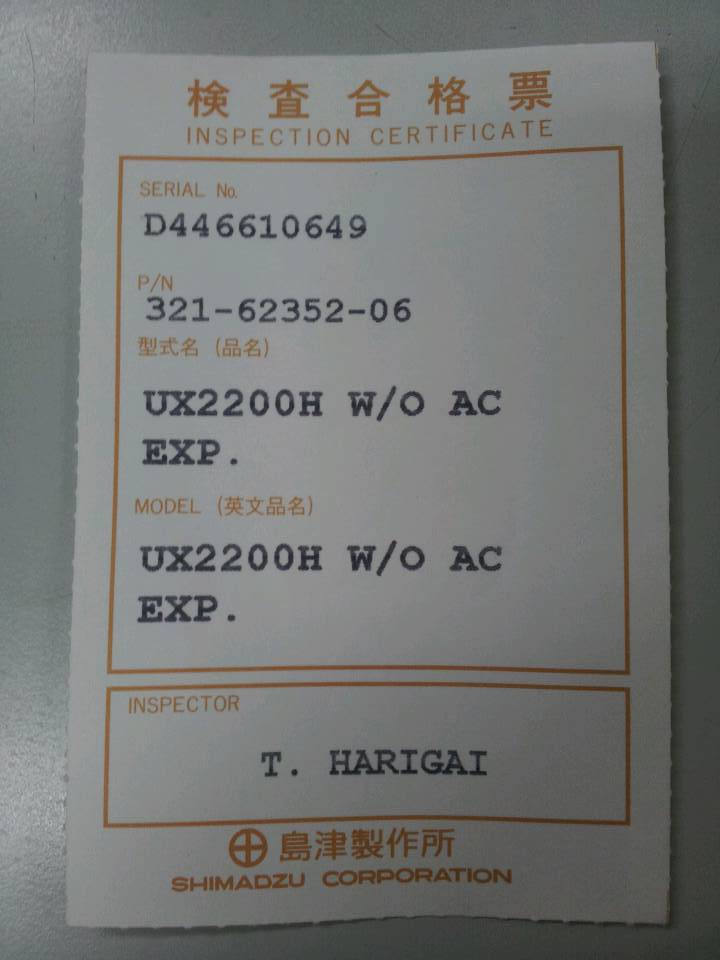 検査合格票
INSPECTION CERTIFICATE
SERIAL No.
D446610649
P/N
321-62352-06
型式名 (品名)
UX2200H W/O AC
EXP.
MODEL (英文品名)
UX2200H W/O AC
EXP.
INSPECTOR
T. HARIGAI
島津製作所
SHIMADZU CORPORATION